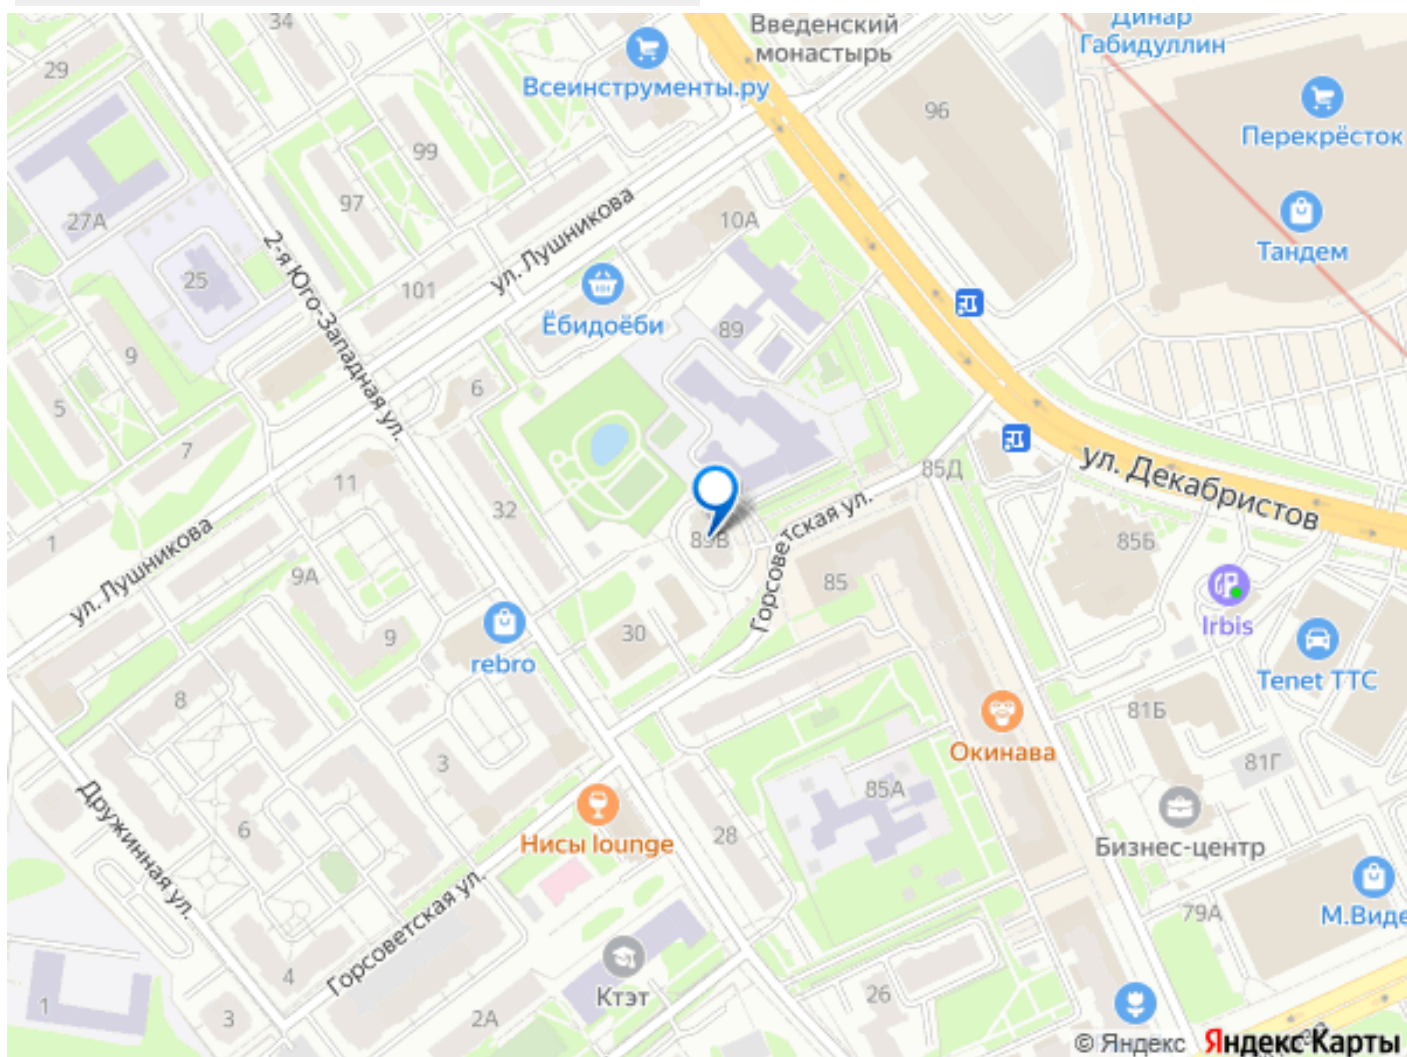 34
Введенский
монастырь
Динар
Габидуллин
29
Всеинструменты.ру
96
Перекрёсток
99
97
27А
ул. Лушникова
10А
Тандем
2-я Юго-Западная ул.
25
101
Ёбидоёби
89
9
6
5
7
85Д
ул. Декабристов
11
32
Горсоветская ул.
1
ул. Лушникова
85Б
9А
85
Irbis
30
9
rebro
Tenet ТТС
8
81Б
Окинава
3
81Г
Дружинная ул.
85А
6
28
Нисы lounge
Бизнес-центр
М.Виде
79А
Горсоветская ул.
4
Ктэт
26
1
3
2А
© Яндекс Яндекс Карты